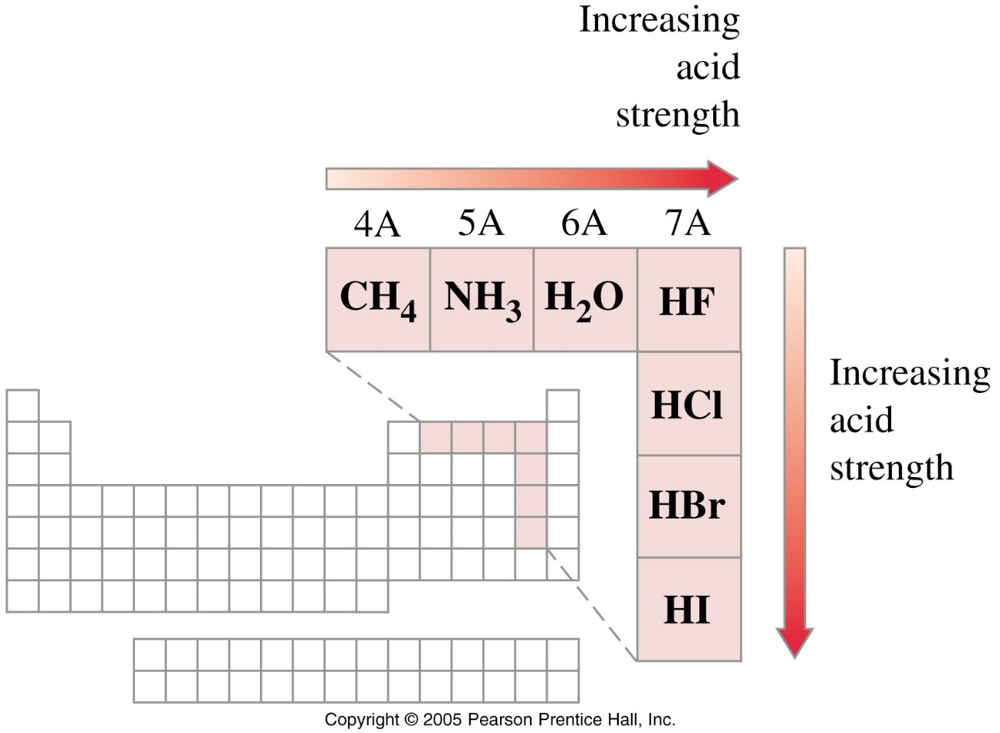 Increasing
acid
strength
4A 5A 6A 7A
CH4 NH3 H2O HF
HCl
Increasing
acid
strength
HBr
HI
Copyright © 2005 Pearson Prentice Hall, Inc.